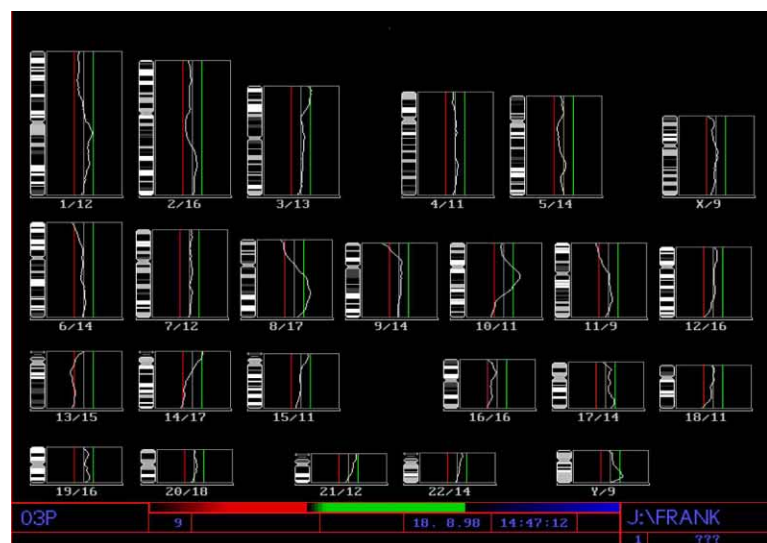 1/12 2/16 3/13 4/11 5/14 X/9
6/14 7/12 8/17 9/14 10/11 11/9 12/16
13/15 14/17 15/11 16/16 17/14 18/11
19/16 20/18 21/12 22/14 Y/9
03P 9 18. 8.98 14:47:12 J:\FRANK
1 ???